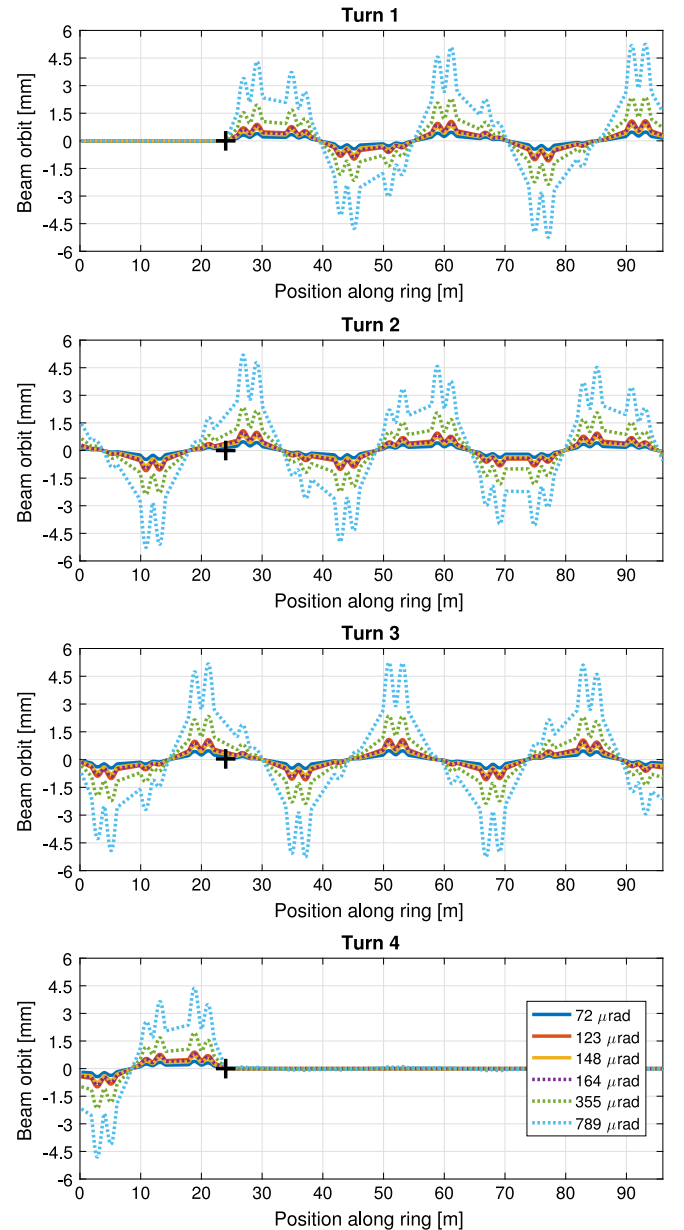 Turn 1
6
4.5
3
1.5
0
-1.5
-3
-4.5
-6
Beam orbit [mm]
0 10 20 30 40 50 60 70 80 90
Position along ring [m]
Turn 2
6
4.5
3
1.5
0
-1.5
-3
-4.5
-6
Beam orbit [mm]
0 10 20 30 40 50 60 70 80 90
Position along ring [m]
Turn 3
6
4.5
3
1.5
0
-1.5
-3
-4.5
-6
Beam orbit [mm]
0 10 20 30 40 50 60 70 80 90
Position along ring [m]
Turn 4
6
4.5
3
1.5
0
-1.5
-3
-4.5
-6
Beam orbit [mm]
72 μrad
123 μrad
148 μrad
164 μrad
355 μrad
789 μrad
0 10 20 30 40 50 60 70 80 90
Position along ring [m]